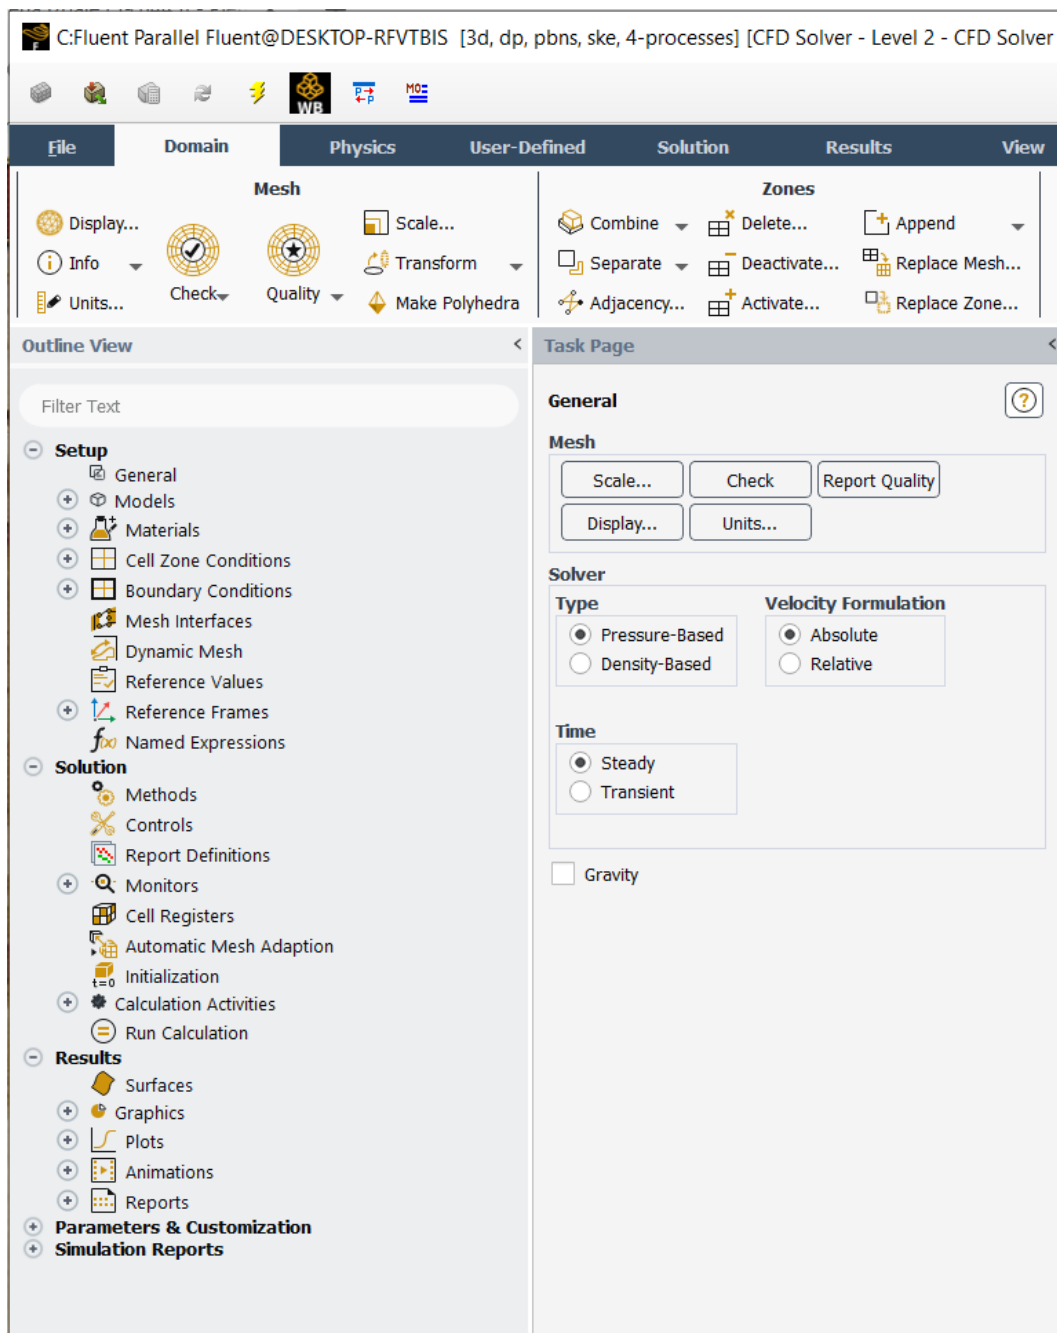 C:Fluent Parallel Fluent@DESKTOP-RFVTBIS [3d, dp, pbns, ske, 4-processes] [CFD Solver - Level 2 - CFD Solver
WB
MO
File Domain Physics User-Defined Solution Results View
Mesh Zones
Display... Scale... Combine Delete... Append
Info Transform Separate Deactivate... Replace Mesh...
Check Quality
Units... Make Polyhedra Adjacency... Activate... Replace Zone...
Outline View
Filter Text
Setup
General
Models
Materials
Cell Zone Conditions
Boundary Conditions
Mesh Interfaces
Dynamic Mesh
Reference Values
Reference Frames
f(x) Named Expressions
Solution
Methods
Controls
Report Definitions
Monitors
Cell Registers
Automatic Mesh Adaption
t=0 Initialization
Calculation Activities
Run Calculation
Results
Surfaces
Graphics
Plots
Animations
Reports
Parameters & Customization
Simulation Reports
Task Page
General
Mesh
Scale... Check Report Quality
Display... Units...
Solver
Type Velocity Formulation
Pressure-Based Absolute
Density-Based Relative
Time
Steady
Transient
Gravity